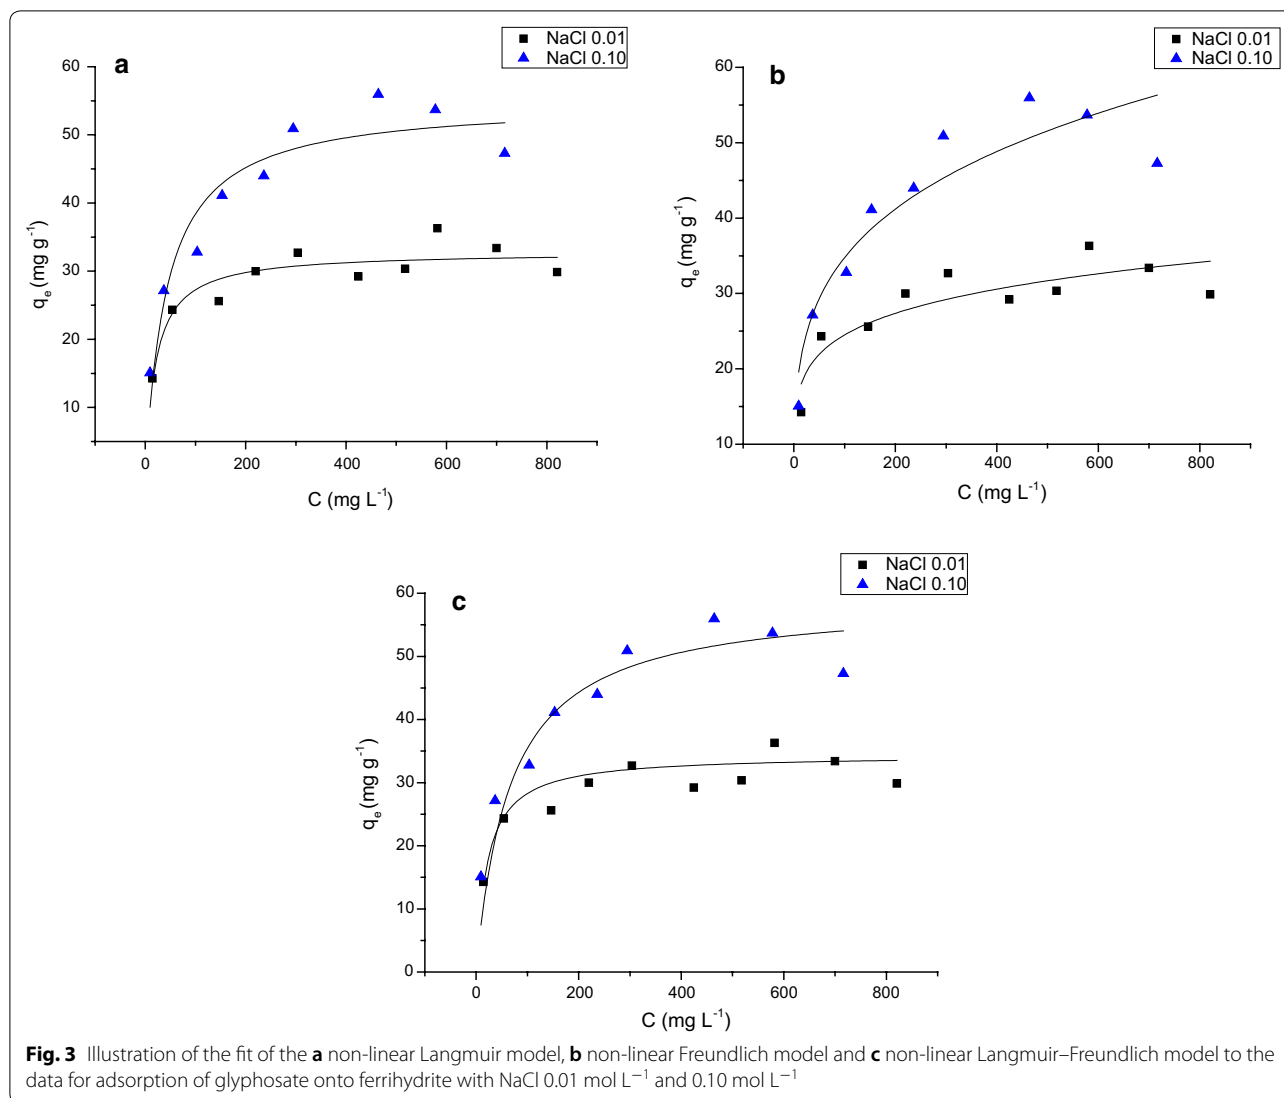 NaCl 0.01
NaCl 0.10
a
60
50
40
30
20
10
q_e (mg g^-1)
0 200 400 600 800
C (mg L^-1)
NaCl 0.01
NaCl 0.10
b
60
50
40
30
20
10
q_e (mg g^-1)
0 200 400 600 800
C (mg L^-1)
NaCl 0.01
NaCl 0.10
c
60
50
40
30
20
10
0
q_e (mg g^-1)
0 200 400 600 800
C (mg L^-1)
Fig. 3 Illustration of the fit of the a non-linear Langmuir model, b non-linear Freundlich model and c non-linear Langmuir–Freundlich model to the
data for adsorption of glyphosate onto ferrihydrite with NaCl 0.01 mol L^−1 and 0.10 mol L^−1